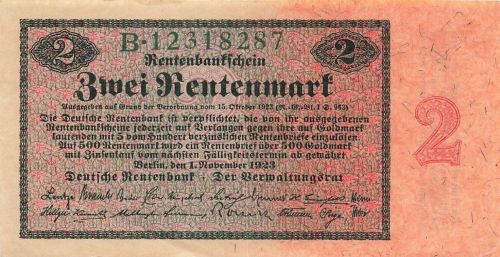 2 B·12318287 2
Rentenbankschein
Zwei Rentenmark
Ausgegeben auf Grund der Verordnung vom 15. Oktober 1923 (R.-G.-Bl. I S. 963)
Die Deutsche Rentenbank ist verpflichtet, die von ihr ausgegebenen
Rentenbankscheine jederzeit auf Verlangen gegen ihre auf Goldmark
lautenden mit 5 vom Hundert verzinslichen Rentenbriefe einzulösen.
Auf 500 Rentenmark wird ein Rentenbrief über 500 Goldmark
mit Zinsenlauf vom nächsten Fälligkeitstermin ab gewährt
Berlin, den 1. November 1923
Deutsche Rentenbank · Der Verwaltungsrat
2